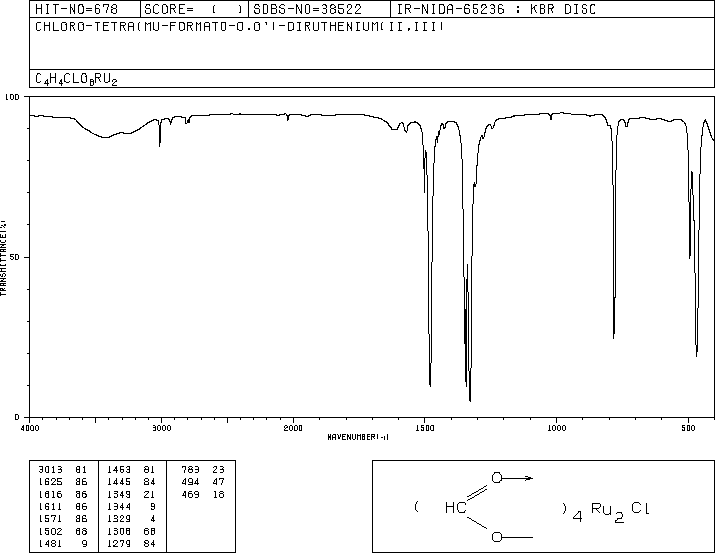 HIT-NO=678 SCORE= ( ) SDBS-NO=38522 IR-NIDA-65236 : KBR DISC
CHLORO-TETRA(MU-FORMATO-O,O')-DIRUTHENIUM(II,III)
C4H4CLO8RU2
100
50
0
TRANSMITTANCE(%)
4000 3000 2000 1500 1000 500
WAVENUMBER(-1)
3013 81 1453 81 783 23
1625 86 1445 84 494 47
1616 86 1349 21 469 18
1611 86 1344 9
1571 86 1329 4
1502 68 1308 68
1481 9 1279 84
O
( HC )4 Ru2 Cl
O